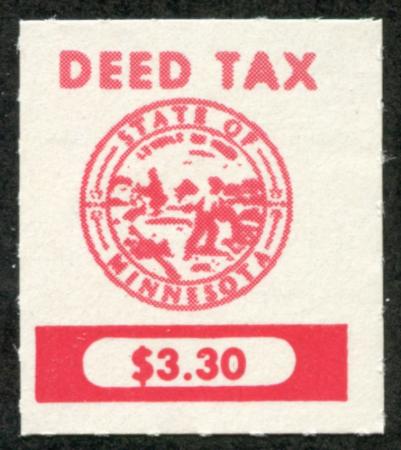 DEED TAX
STATE OF
MINNESOTA
$3.30